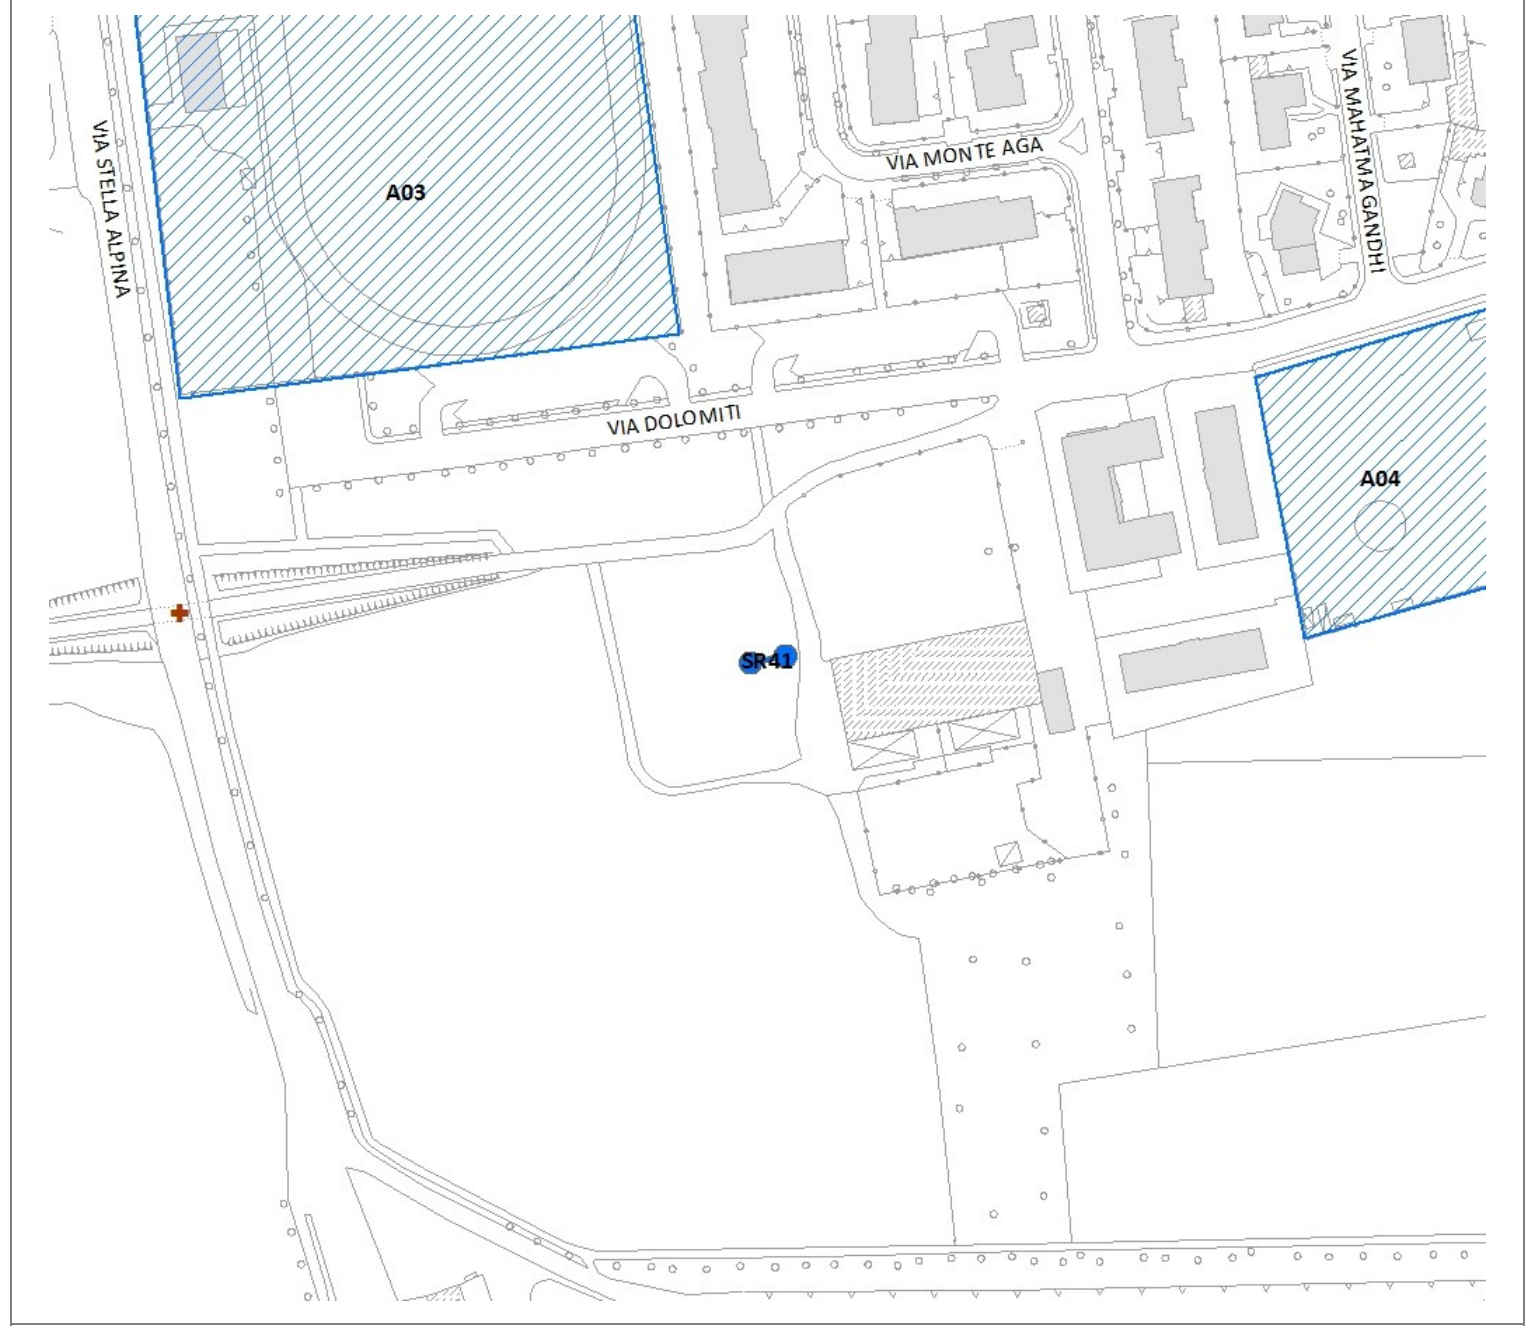 VIA STELLA ALPINA
A03
VIA MONTE AGA
VIA MAHATMA GANDHI
VIA DOLOMITI
A04
SR41